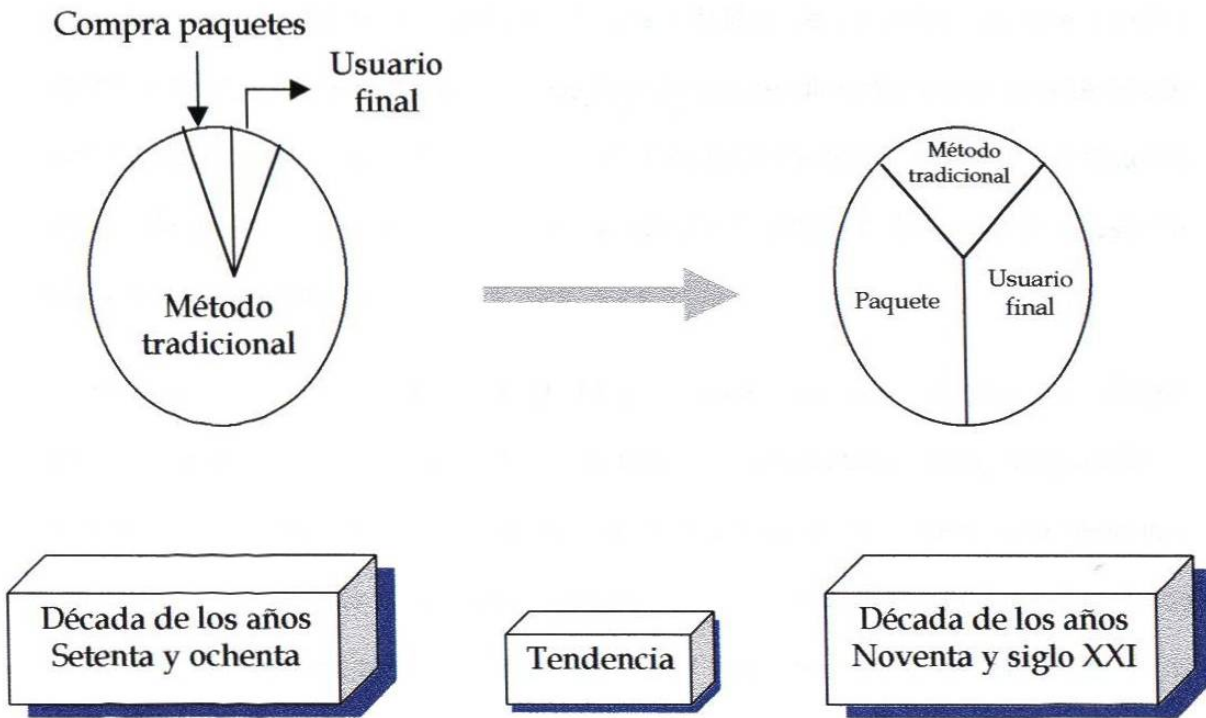 Compra paquetes
Usuario
final
Método
tradicional
Método
tradicional
Paquete
Usuario
final
Década de los años
Setenta y ochenta
Tendencia
Década de los años
Noventa y siglo XXI